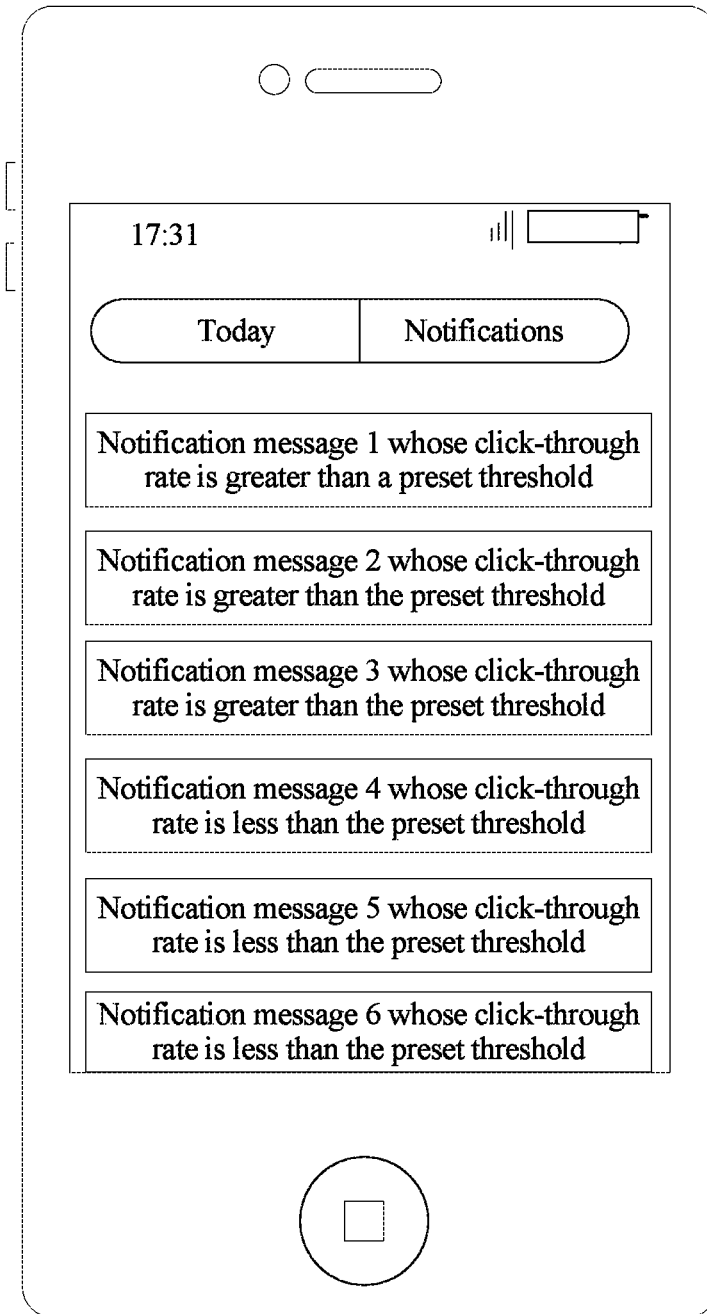 17:31
Today
Notifications
Notification message 1 whose click-through
rate is greater than a preset threshold
Notification message 2 whose click-through
rate is greater than the preset threshold
Notification message 3 whose click-through
rate is greater than the preset threshold
Notification message 4 whose click-through
rate is less than the preset threshold
Notification message 5 whose click-through
rate is less than the preset threshold
Notification message 6 whose click-through
rate is less than the preset threshold